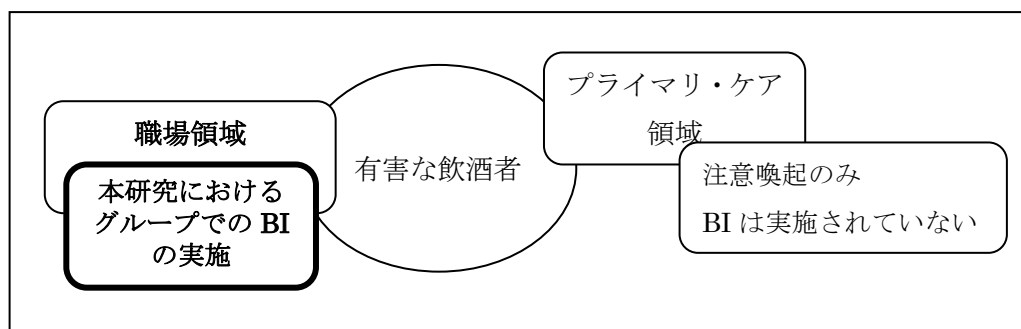 職場領域
本研究における
グループでの BI
の実施
有害な飲酒者
プライマリ・ケア
領域
注意喚起のみ
BI は実施されていない